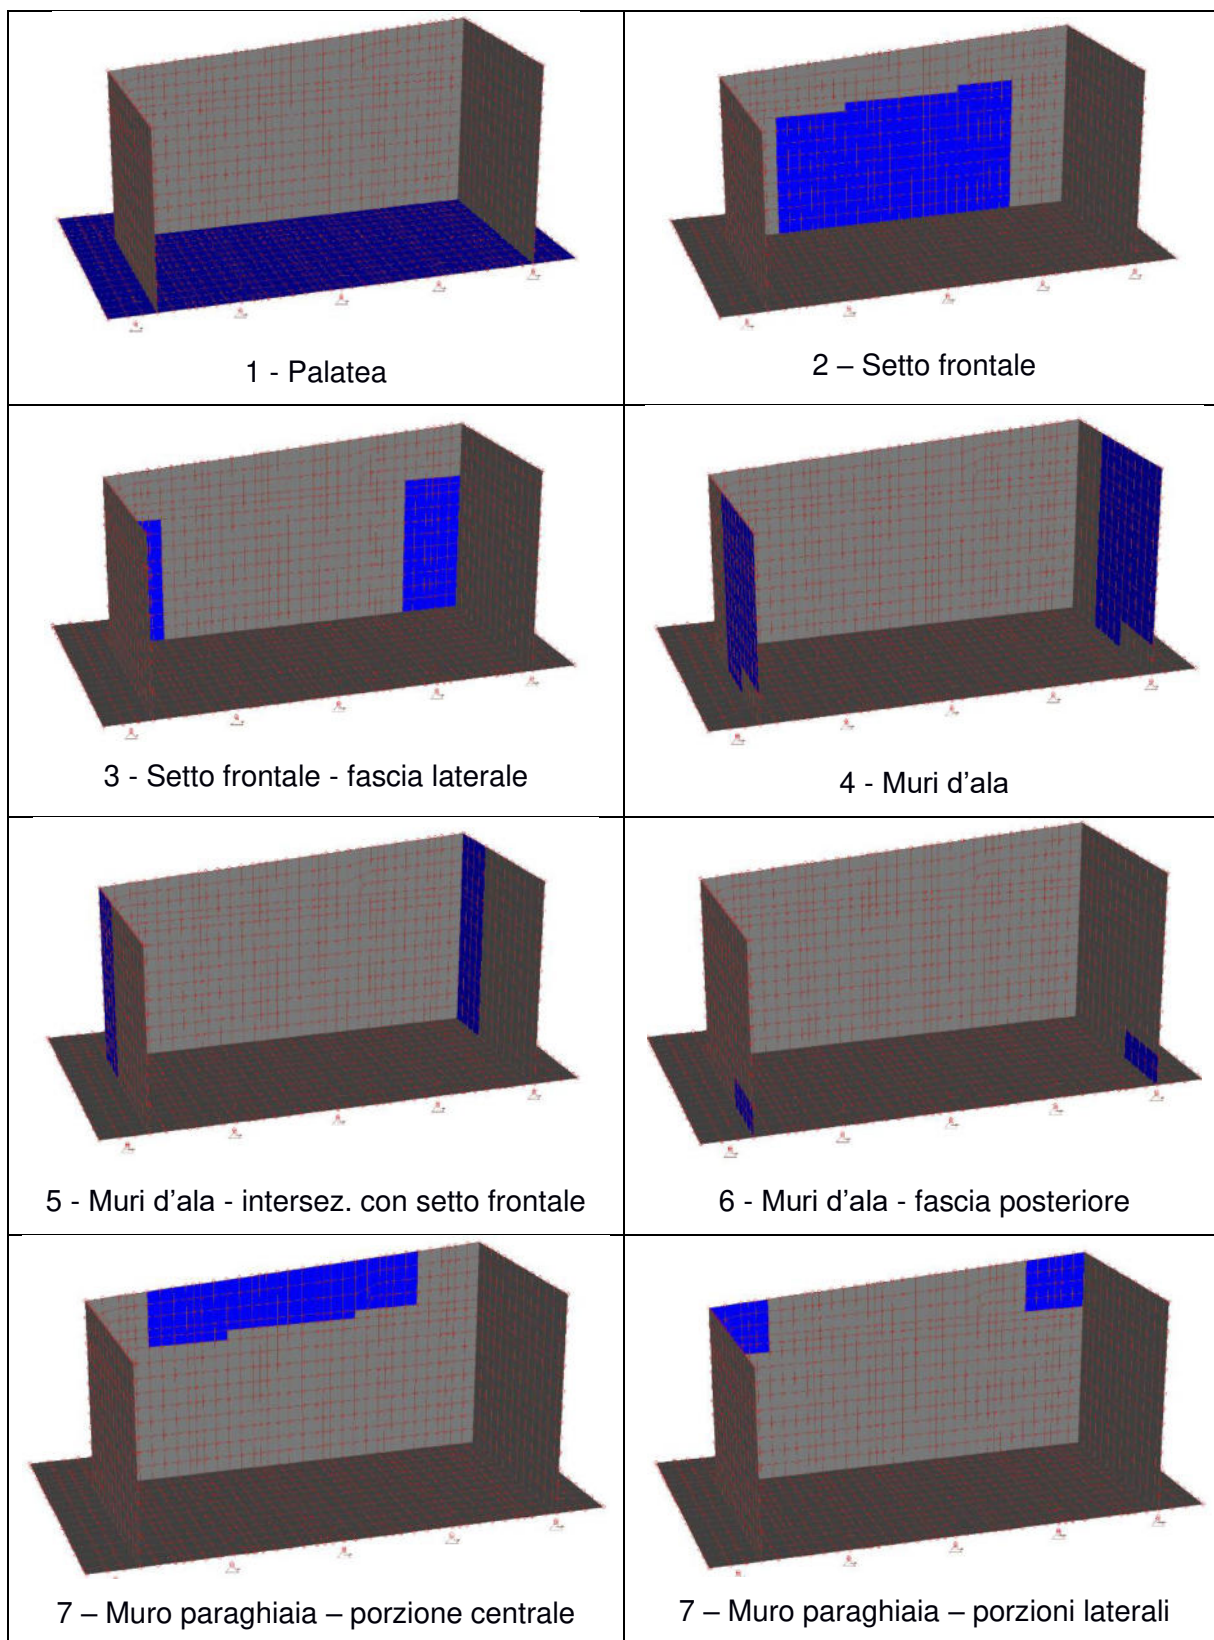 1 - Palatea
2 – Setto frontale
3 - Setto frontale - fascia laterale
4 - Muri d’ala
5 - Muri d’ala - intersez. con setto frontale
6 - Muri d’ala - fascia posteriore
7 – Muro paraghiaia – porzione centrale
7 – Muro paraghiaia – porzioni laterali